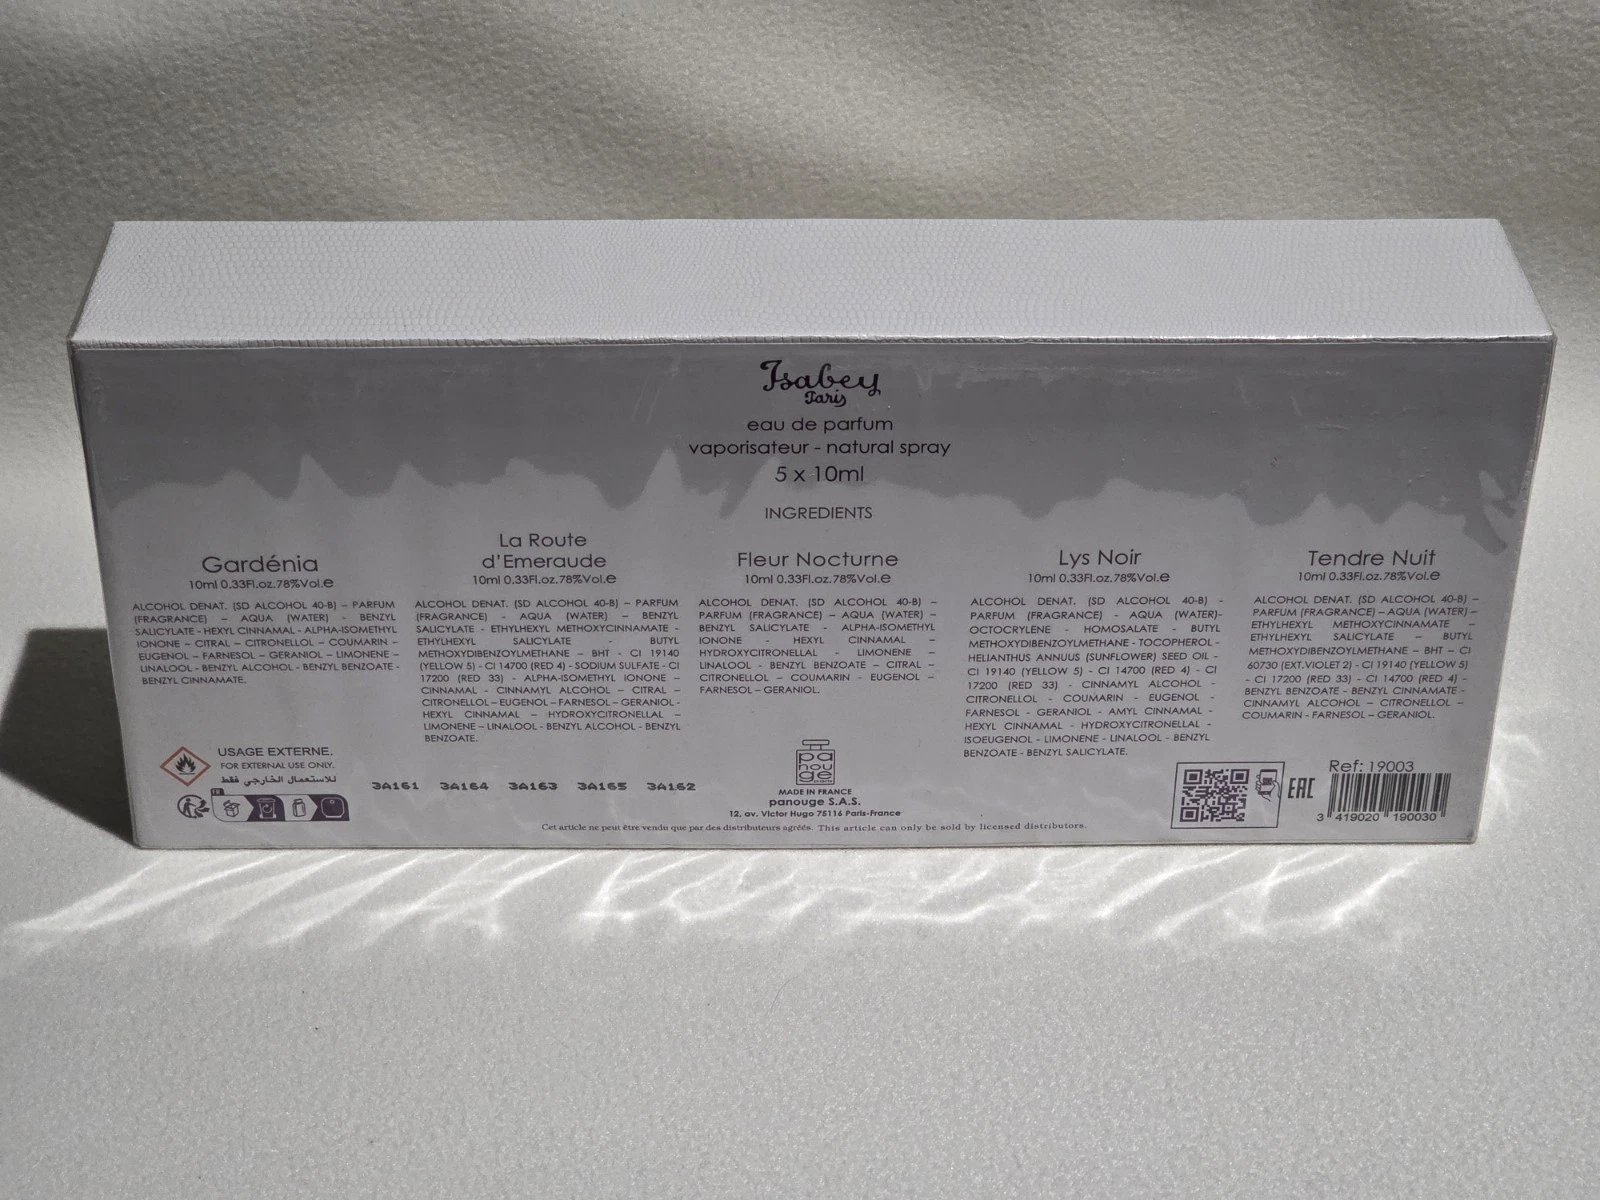 Isabey
Paris
eau de parfum
vaporisateur - natural spray
5 x 10ml
INGREDIENTS
Gardénia
10ml 0.33Fl.oz.78%Vol.e
ALCOHOL DENAT. (SD ALCOHOL 40-B) – PARFUM
(FRAGRANCE) – AQUA (WATER) - BENZYL
SALICYLATE - HEXYL CINNAMAL - ALPHA-ISOMETHYL
IONONE – CITRAL – CITRONELLOL – COUMARIN –
EUGENOL – FARNESOL – GERANIOL – LIMONENE –
LINALOOL - BENZYL ALCOHOL - BENZYL BENZOATE -
BENZYL CINNAMATE.
La Route
d'Emeraude
10ml 0.33Fl.oz.78%Vol.e
ALCOHOL DENAT. (SD ALCOHOL 40-B) – PARFUM
(FRAGRANCE) – AQUA (WATER) – BENZYL
SALICYLATE - ETHYLHEXYL METHOXYCINNAMATE -
ETHYLHEXYL SALICYLATE - BUTYL
METHOXYDIBENZOYLMETHANE – BHT - CI 19140
(YELLOW 5) - CI 14700 (RED 4) - SODIUM SULFATE - CI
17200 (RED 33) - ALPHA-ISOMETHYL IONONE –
CINNAMAL - CINNAMYL ALCOHOL – CITRAL –
CITRONELLOL – EUGENOL – FARNESOL – GERANIOL -
HEXYL CINNAMAL – HYDROXYCITRONELLAL –
LIMONENE – LINALOOL - BENZYL ALCOHOL - BENZYL
BENZOATE.
Fleur Nocturne
10ml 0.33Fl.oz.78%Vol.e
ALCOHOL DENAT. (SD ALCOHOL 40-B) –
PARFUM (FRAGRANCE) – AQUA (WATER) –
BENZYL SALICYLATE - ALPHA-ISOMETHYL
IONONE - HEXYL CINNAMAL –
HYDROXYCITRONELLAL – LIMONENE –
LINALOOL - BENZYL BENZOATE – CITRAL –
CITRONELLOL – COUMARIN – EUGENOL –
FARNESOL – GERANIOL.
Lys Noir
10ml 0.33Fl.oz.78%Vol.e
ALCOHOL DENAT. (SD ALCOHOL 40-B) -
PARFUM (FRAGRANCE) - AQUA (WATER)-
OCTOCRYLENE - HOMOSALATE - BUTYL
METHOXYDIBENZOYLMETHANE - TOCOPHEROL-
HELIANTHUS ANNUUS (SUNFLOWER) SEED OIL -
CI 19140 (YELLOW 5) - CI 14700 (RED 4) - CI
17200 (RED 33) - CINNAMYL ALCOHOL -
CITRONELLOL - COUMARIN - EUGENOL -
FARNESOL - GERANIOL - AMYL CINNAMAL -
HEXYL CINNAMAL - HYDROXYCITRONELLAL -
ISOEUGENOL - LIMONENE - LINALOOL - BENZYL
BENZOATE - BENZYL SALICYLATE.
Tendre Nuit
10ml 0.33Fl.oz.78%Vol.e
ALCOHOL DENAT. (SD ALCOHOL 40-B) –
PARFUM (FRAGRANCE) – AQUA (WATER) –
ETHYLHEXYL METHOXYCINNAMATE –
ETHYLHEXYL SALICYLATE – BUTYL
METHOXYDIBENZOYLMETHANE – BHT – CI
60730 (EXT.VIOLET 2) - CI 19140 (YELLOW 5)
- CI 17200 (RED 33) - CI 14700 (RED 4) -
BENZYL BENZOATE - BENZYL CINNAMATE -
CINNAMYL ALCOHOL – CITRONELLOL –
COUMARIN - FARNESOL – GERANIOL.
USAGE EXTERNE.
FOR EXTERNAL USE ONLY.
للاستعمال الخارجي فقط
FR
3A161 3A164 3A163 3A165 3A162
pa
nou
ge
MADE IN FRANCE
panouge S.A.S.
12, av. Victor Hugo 75116 Paris-France
Cet article ne peut être vendu que par des distributeurs agréés. This article can only be sold by licensed distributors.
EAC
Ref: 19003
3 419020 190030